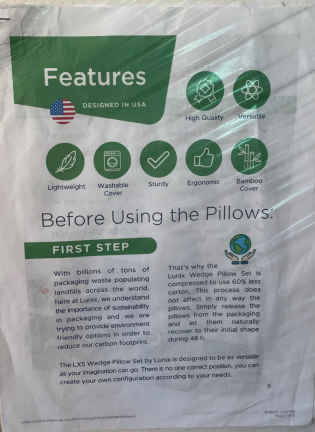 Features
DESIGNED IN USA
High Quality
Versatile
Lightweight
Washable
Cover
Sturdy
Ergonomic
Bamboo
Cover
Before Using the Pillows:
FIRST STEP
With billions of tons of
packaging waste populating
landfills across the world,
here at Lunix, we understand
the importance of sustainability
in packaging and we are
trying to provide environment
friendly options in order to
reduce our carbon footprint.
That's why the
Lunix Wedge Pillow Set is
compressed to use 60% less
carton. This process does
not affect in any way the
pillows. Simply release the
pillows from the packaging
and let them naturally
recover to their initial shape
during 48 h.
The LX5 Wedge Pillow Set by Lunix is designed to be as versatile
as your imagination can go. There is no one correct position, you can
create your own configuration according to your needs.